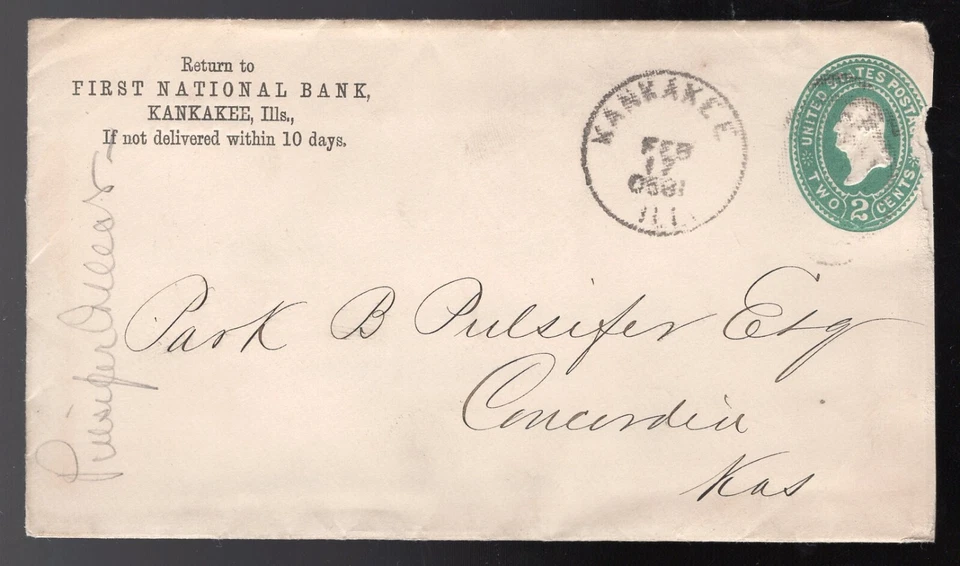 Return to
FIRST NATIONAL BANK,
KANKAKEE, Ills.,
If not delivered within 10 days.
KANKAKEE
FEB
17
ILL
UNITED STATES POSTAGE
TWO 2 CENTS
Park B Pulsifer Esq
Concordia
Kas
Pulsifer